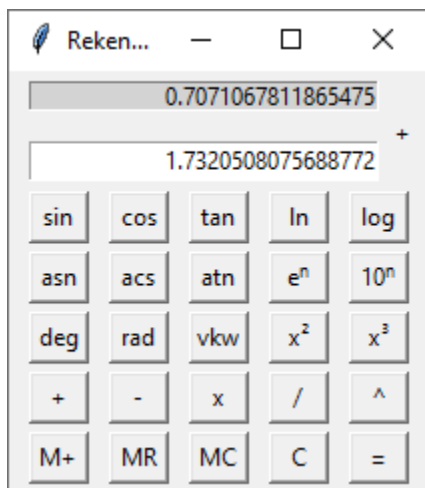 Reken...
0.7071067811865475
+
1.7320508075688772
sin cos tan ln log
asn acs atn eⁿ 10ⁿ
deg rad vkw x² x³
+ - x / ^
M+ MR MC C =